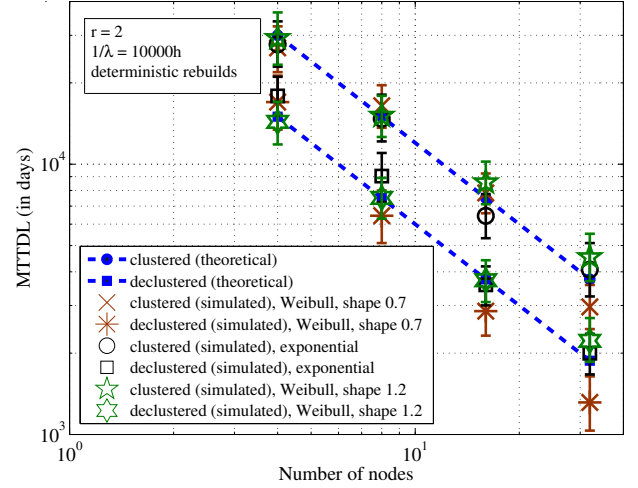 r = 2
1/λ = 10000h
deterministic rebuilds
MTTDL (in days)
10^4
10^3
clustered (theoretical)
declustered (theoretical)
clustered (simulated), Weibull, shape 0.7
declustered (simulated), Weibull, shape 0.7
clustered (simulated), exponential
declustered (simulated), exponential
clustered (simulated), Weibull, shape 1.2
declustered (simulated), Weibull, shape 1.2
10^0
10^1
Number of nodes